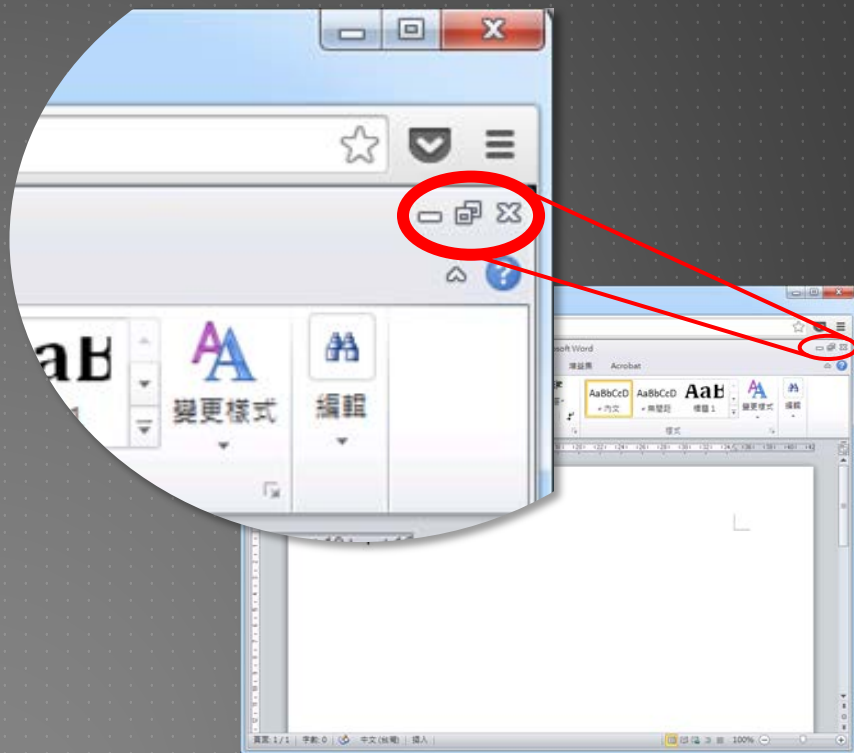 aB
變更樣式
編輯
soft Word
增益集 Acrobat
AaBbCcD AaBbCcD AaB
內文 無間距 標題 1 變更樣式 編輯
樣式
頁面: 1/1 字數: 0 中文(台灣) 插入 100%